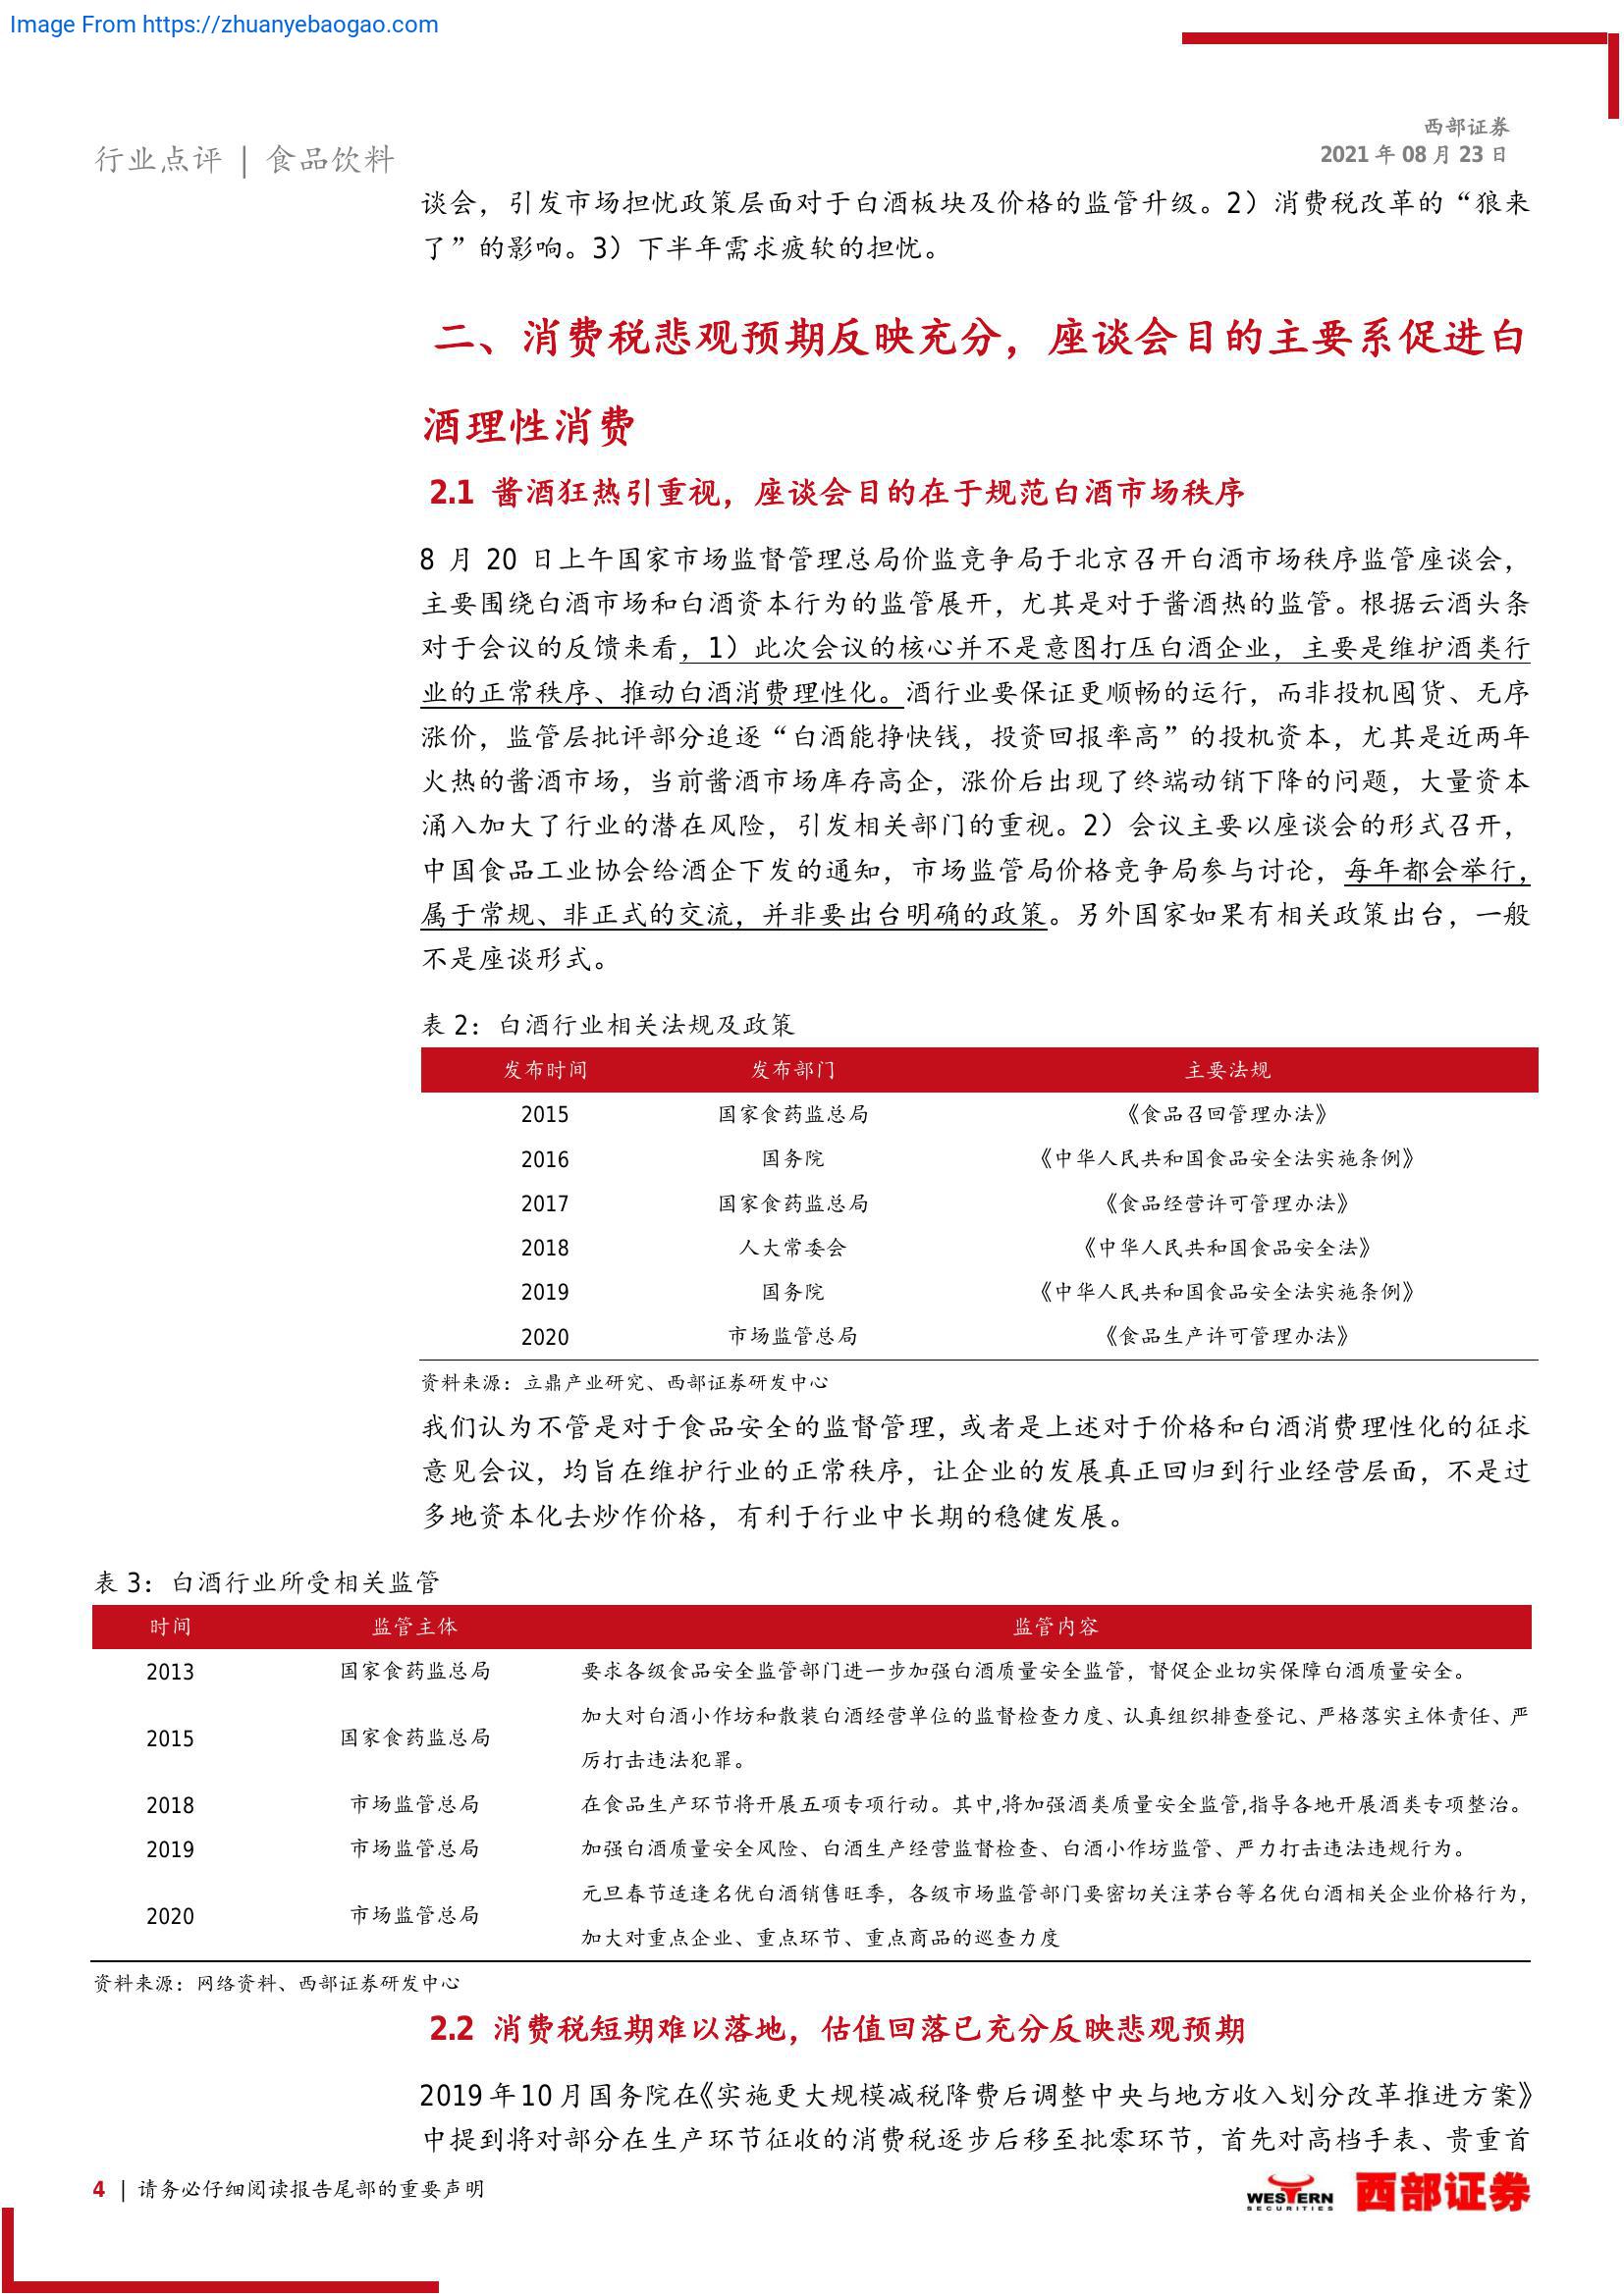 Image From https://zhuanyebaogao.com
西部证券
2021 年 08 月 23 日
行业点评 | 食品饮料
谈会，引发市场担忧政策层面对于白酒板块及价格的监管升级。2）消费税改革的“狼来
了”的影响。3）下半年需求疲软的担忧。
二、消费税悲观预期反映充分，座谈会目的主要系促进白
酒理性消费
2.1 酱酒狂热引重视，座谈会目的在于规范白酒市场秩序
8 月 20 日上午国家市场监督管理总局价监竞争局于北京召开白酒市场秩序监管座谈会，
主要围绕白酒市场和白酒资本行为的监管展开，尤其是对于酱酒热的监管。根据云酒头条
对于会议的反馈来看，1）此次会议的核心并不是意图打压白酒企业，主要是维护酒类行
业的正常秩序、推动白酒消费理性化。酒行业要保证更顺畅的运行，而非投机囤货、无序
涨价，监管层批评部分追逐“白酒能挣快钱，投资回报率高”的投机资本，尤其是近两年
火热的酱酒市场，当前酱酒市场库存高企，涨价后出现了终端动销下降的问题，大量资本
涌入加大了行业的潜在风险，引发相关部门的重视。2）会议主要以座谈会的形式召开，
中国食品工业协会给酒企下发的通知，市场监管局价格竞争局参与讨论，每年都会举行，
属于常规、非正式的交流，并非要出台明确的政策。另外国家如果有相关政策出台，一般
不是座谈形式。
表 2：白酒行业相关法规及政策
发布时间 发布部门 主要法规
2015 国家食药监总局 《食品召回管理办法》
2016 国务院 《中华人民共和国食品安全法实施条例》
2017 国家食药监总局 《食品经营许可管理办法》
2018 人大常委会 《中华人民共和国食品安全法》
2019 国务院 《中华人民共和国食品安全法实施条例》
2020 市场监管总局 《食品生产许可管理办法》
资料来源：立鼎产业研究、西部证券研发中心
我们认为不管是对于食品安全的监督管理，或者是上述对于价格和白酒消费理性化的征求
意见会议，均旨在维护行业的正常秩序，让企业的发展真正回归到行业经营层面，不是过
多地资本化去炒作价格，有利于行业中长期的稳健发展。
表 3：白酒行业所受相关监管
时间 监管主体 监管内容
2013 国家食药监总局 要求各级食品安全监管部门进一步加强白酒质量安全监管，督促企业切实保障白酒质量安全。
2015 国家食药监总局 加大对白酒小作坊和散装白酒经营单位的监督检查力度、认真组织排查登记、严格落实主体责任、严
厉打击违法犯罪。
2018 市场监管总局 在食品生产环节将开展五项专项行动。其中,将加强酒类质量安全监管,指导各地开展酒类专项整治。
2019 市场监管总局 加强白酒质量安全风险、白酒生产经营监督检查、白酒小作坊监管、严力打击违法违规行为。
2020 市场监管总局 元旦春节适逢名优白酒销售旺季，各级市场监管部门要密切关注茅台等名优白酒相关企业价格行为，
加大对重点企业、重点环节、重点商品的巡查力度
资料来源：网络资料、西部证券研发中心
2.2 消费税短期难以落地，估值回落已充分反映悲观预期
2019 年 10 月国务院在《实施更大规模减税降费后调整中央与地方收入划分改革推进方案》
中提到将对部分在生产环节征收的消费税逐步后移至批零环节，首先对高档手表、贵重首
4 | 请务必仔细阅读报告尾部的重要声明
WESTERN
SECURITIES
西部证券